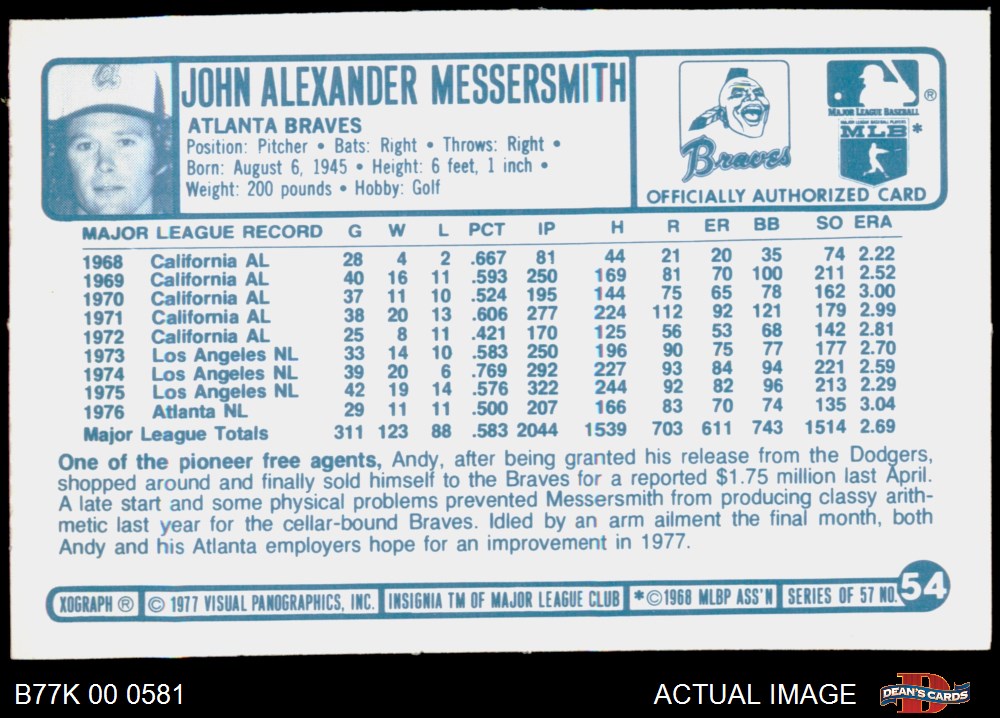 JOHN ALEXANDER MESSERSMITH
ATLANTA BRAVES
Position: Pitcher • Bats: Right • Throws: Right •
Born: August 6, 1945 • Height: 6 feet, 1 inch •
Weight: 200 pounds • Hobby: Golf
Braves
®
MAJOR LEAGUE BASEBALL
MAJOR LEAGUE BASEBALL PLAYERS
MLB*
OFFICIALLY AUTHORIZED CARD
MAJOR LEAGUE RECORD G W L PCT IP H R ER BB SO ERA
1968 California AL 28 4 2 .667 81 44 21 20 35 74 2.22
1969 California AL 40 16 11 .593 250 169 81 70 100 211 2.52
1970 California AL 37 11 10 .524 195 144 75 65 78 162 3.00
1971 California AL 38 20 13 .606 277 224 112 92 121 179 2.99
1972 California AL 25 8 11 .421 170 125 56 53 68 142 2.81
1973 Los Angeles NL 33 14 10 .583 250 196 90 75 77 177 2.70
1974 Los Angeles NL 39 20 6 .769 292 227 93 84 94 221 2.59
1975 Los Angeles NL 42 19 14 .576 322 244 92 82 96 213 2.29
1976 Atlanta NL 29 11 11 .500 207 166 83 70 74 135 3.04
Major League Totals 311 123 88 .583 2044 1539 703 611 743 1514 2.69
One of the pioneer free agents, Andy, after being granted his release from the Dodgers,
shopped around and finally sold himself to the Braves for a reported $1.75 million last April.
A late start and some physical problems prevented Messersmith from producing classy arith-
metic last year for the cellar-bound Braves. Idled by an arm ailment the final month, both
Andy and his Atlanta employers hope for an improvement in 1977.
XOGRAPH ® © 1977 VISUAL PANOGRAPHICS, INC. INSIGNIA TM OF MAJOR LEAGUE CLUB *©1968 MLBP ASS'N SERIES OF 57 NO. 54
B77K 00 0581 ACTUAL IMAGE DEAN'S CARDS